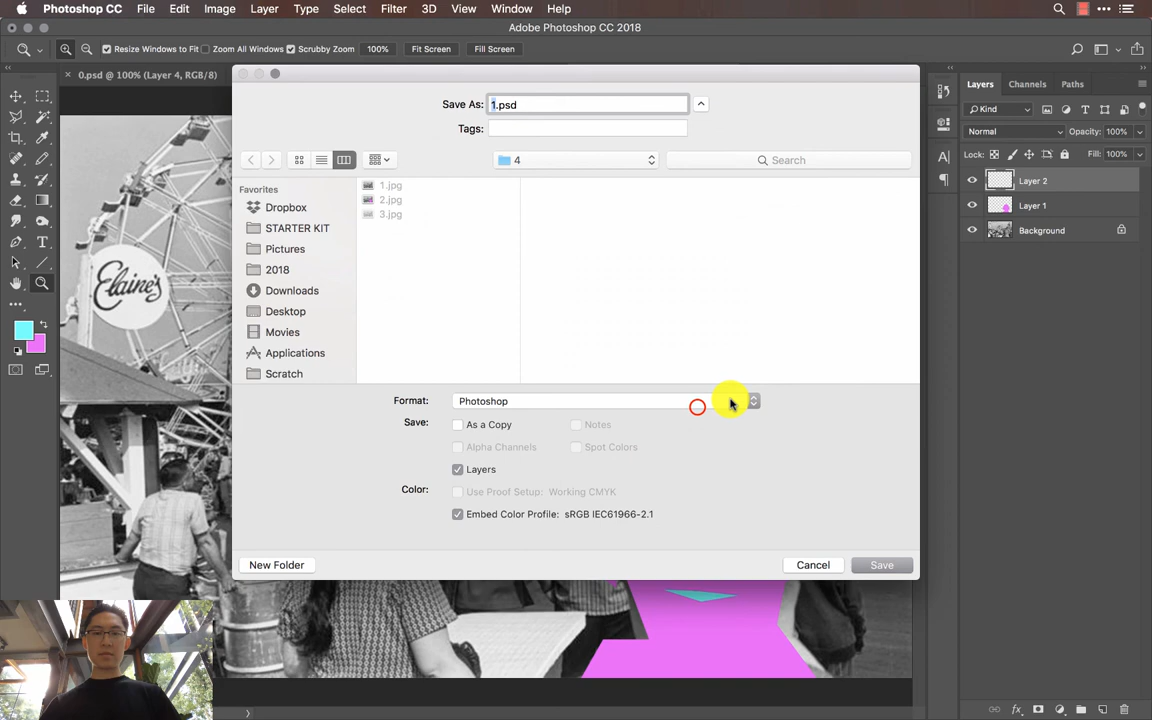 Photoshop CC File Edit Image Layer Type Select Filter 3D View Window Help
Adobe Photoshop CC 2018
Resize Windows to Fit Zoom All Windows Scrubby Zoom 100% Fit Screen Fill Screen
0.psd @ 100% (Layer 4, RGB/8)
Save As: 1.psd
Tags:
4
Search
Favorites
Dropbox
STARTER KIT
Pictures
2018
Downloads
Desktop
Movies
Applications
Scratch
1.jpg
2.jpg
3.jpg
Format: Photoshop
Save: As a Copy Notes
Alpha Channels Spot Colors
Layers
Color: Use Proof Setup: Working CMYK
Embed Color Profile: sRGB IEC61966-2.1
New Folder Cancel Save
Layers Channels Paths
Kind
Normal Opacity: 100%
Lock: Fill: 100%
Layer 2
Layer 1
Background
Elaine's